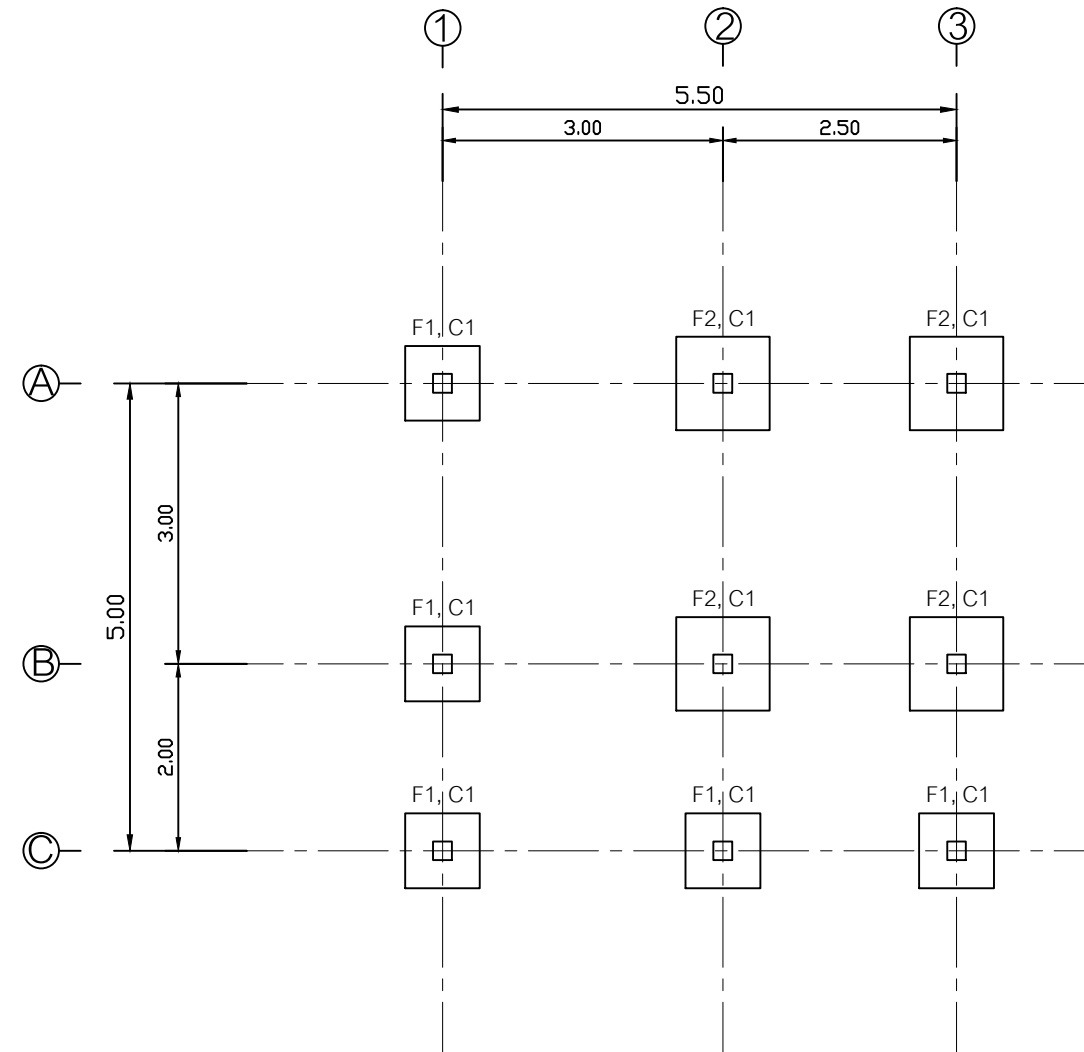 1 2 3
5.50
3.00 2.50
F1, C1 F2, C1 F2, C1
A
3.00
5.00
F1, C1 F2, C1 F2, C1
B
2.00
F1, C1 F1, C1 F1, C1
C